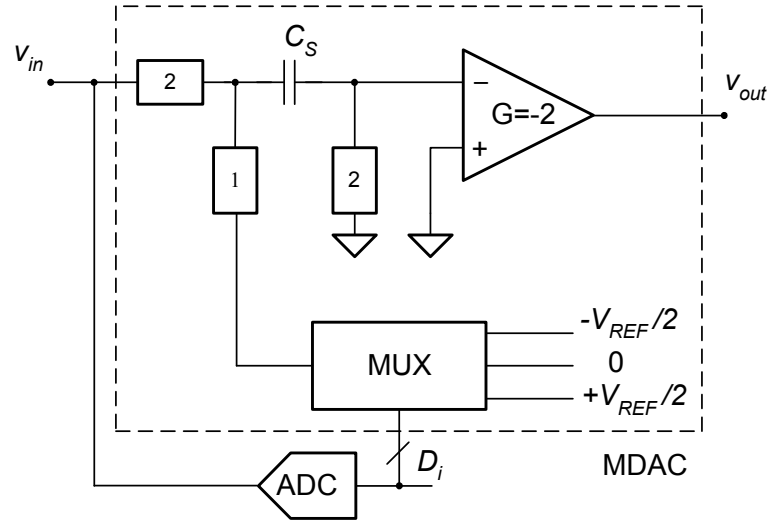 v_in
2
C_S
−
G=-2
+
v_out
1
2
MUX
-V_REF/2
0
+V_REF/2
D_i
ADC
MDAC